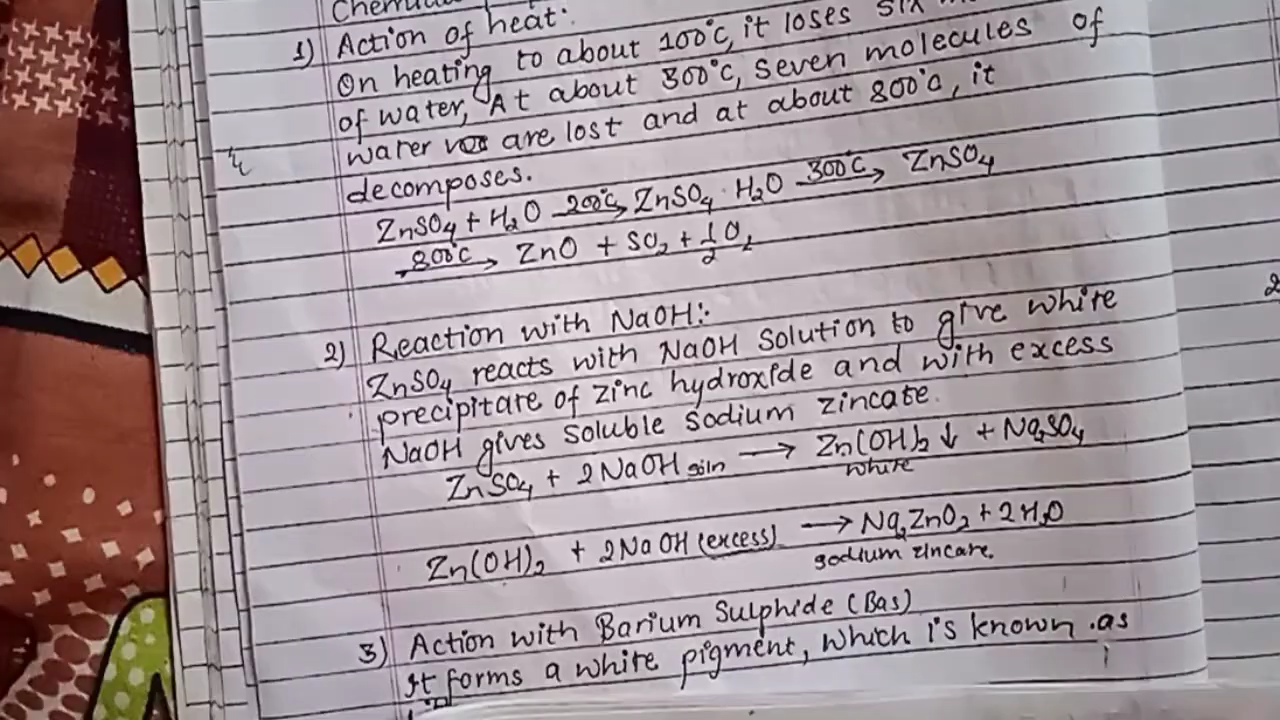 1) Action of heat:
On heating to about 100°C, it loses six
of water, At about 300°C, seven molecules of
warer are lost and at about 800°C, it
decomposes.
ZnSO4 + H2O 200°C → ZnSO4 · H2O 300°C → ZnSO4
800°C → ZnO + SO2 + 1/2 O2
2) Reaction with NaOH:
ZnSO4 reacts with NaOH solution to give white
precipitare of zinc hydroxide and with excess
NaOH gives soluble sodium zincate.
ZnSO4 + 2NaOH soln → Zn(OH)2 ↓ + Na2SO4
white
Zn(OH)2 + 2NaOH (excess) → Na2ZnO2 + 2H2O
sodium zincare.
3) Action with Barium Sulphide (Bas)
It forms a white pigment, which is known as